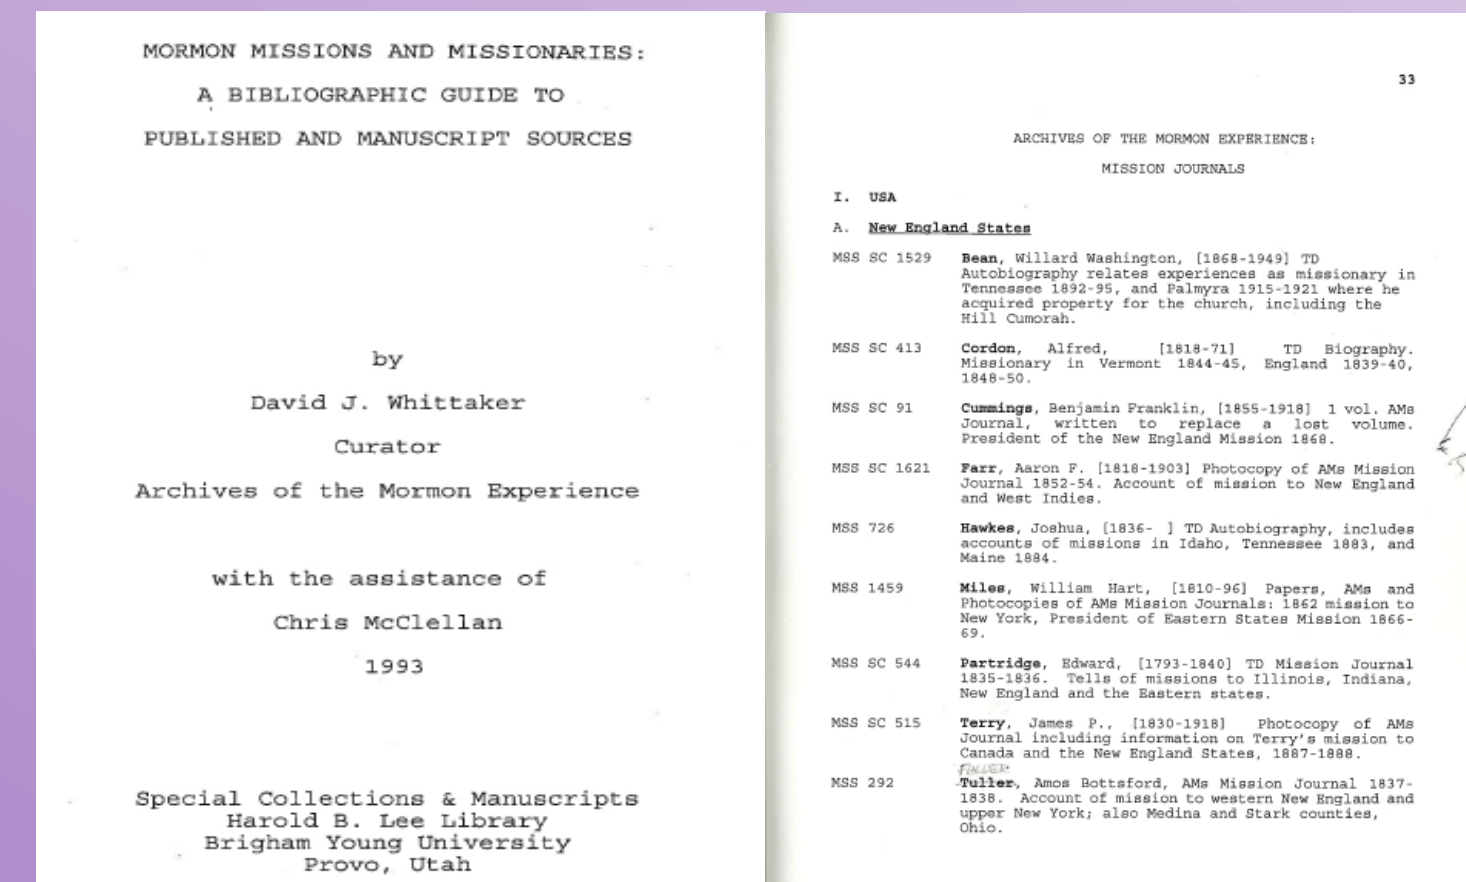 MORMON MISSIONS AND MISSIONARIES:
A BIBLIOGRAPHIC GUIDE TO
PUBLISHED AND MANUSCRIPT SOURCES
by
David J. Whittaker
Curator
Archives of the Mormon Experience
with the assistance of
Chris McClellan
1993
Special Collections & Manuscripts
Harold B. Lee Library
Brigham Young University
Provo, Utah
33
ARCHIVES OF THE MORMON EXPERIENCE:
MISSION JOURNALS
I. USA
A. New England States
MSS SC 1529 Bean, Willard Washington, [1868-1949] TD
Autobiography relates experiences as missionary in
Tennessee 1892-95, and Palmyra 1915-1921 where he
acquired property for the church, including the
Hill Cumorah.
MSS SC 413 Cordon, Alfred, [1818-71] TD Biography.
Missionary in Vermont 1844-45, England 1839-40,
1848-50.
MSS SC 91 Cummings, Benjamin Franklin, [1855-1918] 1 vol. AMs
Journal, written to replace a lost volume.
President of the New England Mission 1868.
MSS SC 1621 Farr, Aaron F. [1818-1903] Photocopy of AMs Mission
Journal 1852-54. Account of mission to New England
and West Indies.
MSS 726 Hawkes, Joshua, [1836- ] TD Autobiography, includes
accounts of missions in Idaho, Tennessee 1883, and
Maine 1884.
MSS 1459 Miles, William Hart, [1810-96] Papers, AMs and
Photocopies of AMs Mission Journals: 1862 mission to
New York, President of Eastern States Mission 1866-
69.
MSS SC 544 Partridge, Edward, [1793-1840] TD Mission Journal
1835-1836. Tells of missions to Illinois, Indiana,
New England and the Eastern states.
MSS SC 515 Terry, James P., [1830-1918] Photocopy of AMs
Journal including information on Terry's mission to
Canada and the New England States, 1887-1888.
FULLER
MSS 292 Tuller, Amos Bottsford, AMs Mission Journal 1837-
1838. Account of mission to western New England and
upper New York; also Medina and Stark counties,
Ohio.